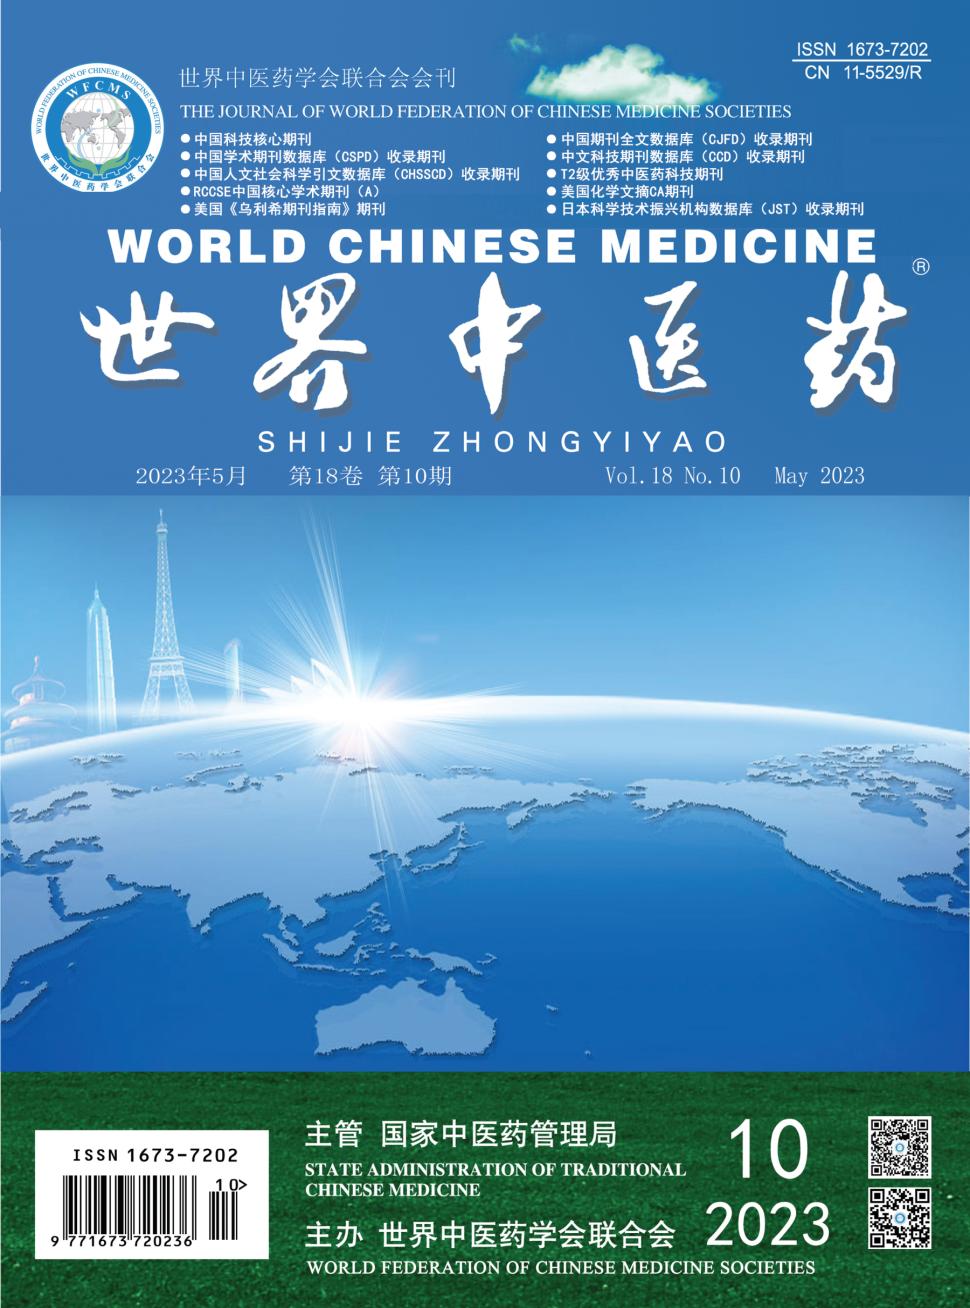 ISSN 1673-7202
CN 11-5529/R
WORLD FEDERATION OF CHINESE MEDICINE SOCIETIES
WFCMS
世界中医药学会联合会
世界中医药学会联合会会刊
THE JOURNAL OF WORLD FEDERATION OF CHINESE MEDICINE SOCIETIES
●中国科技核心期刊
●中国学术期刊数据库（CSPD）收录期刊
●中国人文社会科学引文数据库（CHSSCD）收录期刊
●RCCSE中国核心学术期刊（A）
●美国《乌利希期刊指南》期刊
●中国期刊全文数据库（CJFD）收录期刊
●中文科技期刊数据库（CCD）收录期刊
●T2级优秀中医药科技期刊
●美国化学文摘CA期刊
●日本科学技术振兴机构数据库（JST）收录期刊
WORLD CHINESE MEDICINE
®
世界中医药
SHIJIE ZHONGYIYAO
2023年5月 第18卷 第10期 Vol.18 No.10 May 2023
ISSN 1673-7202
10>
9 771673 720236
主管 国家中医药管理局
STATE ADMINISTRATION OF TRADITIONAL
CHINESE MEDICINE
主办 世界中医药学会联合会
WORLD FEDERATION OF CHINESE MEDICINE SOCIETIES
10
2023